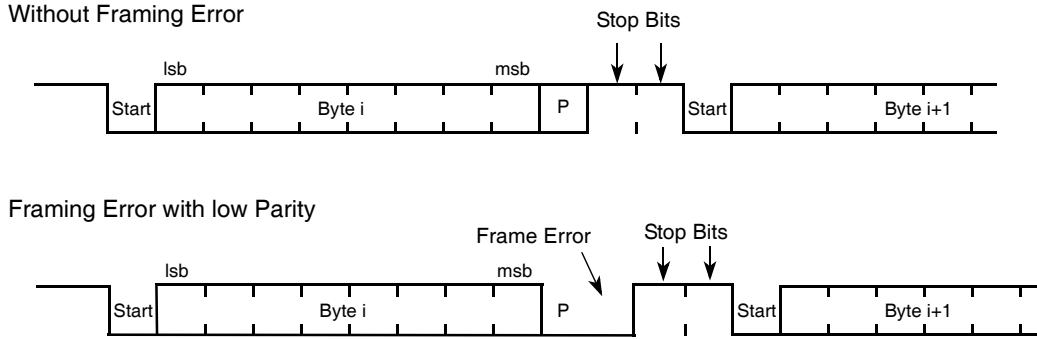 Without Framing Error
Stop Bits
lsb msb
Start Byte i P Start Byte i+1
Framing Error with low Parity
Frame Error Stop Bits
lsb msb
Start Byte i P Start Byte i+1